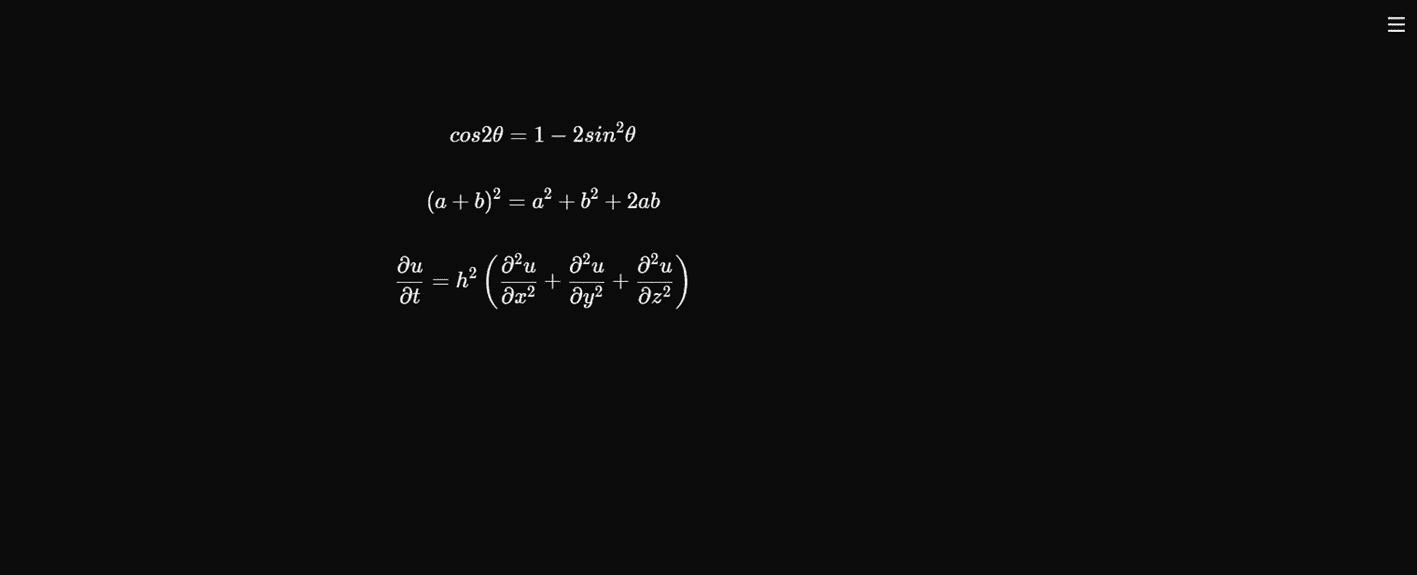 cos2θ = 1 − 2sin²θ
(a + b)² = a² + b² + 2ab
∂u/∂t = h² (∂²u/∂x² + ∂²u/∂y² + ∂²u/∂z²)